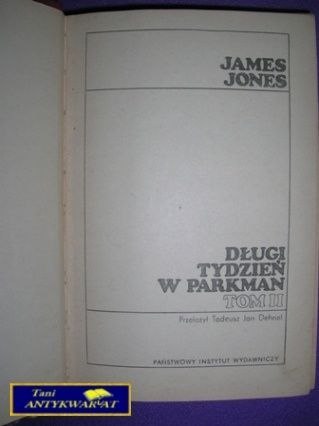 JAMES
JONES
DŁUGI
TYDZIEŃ
W PARKMAN
TOM II
Przełożył Tadeusz Jan Dehnel
PAŃSTWOWY INSTYTUT WYDAWNICZY
Tani
ANTYKWARIAT